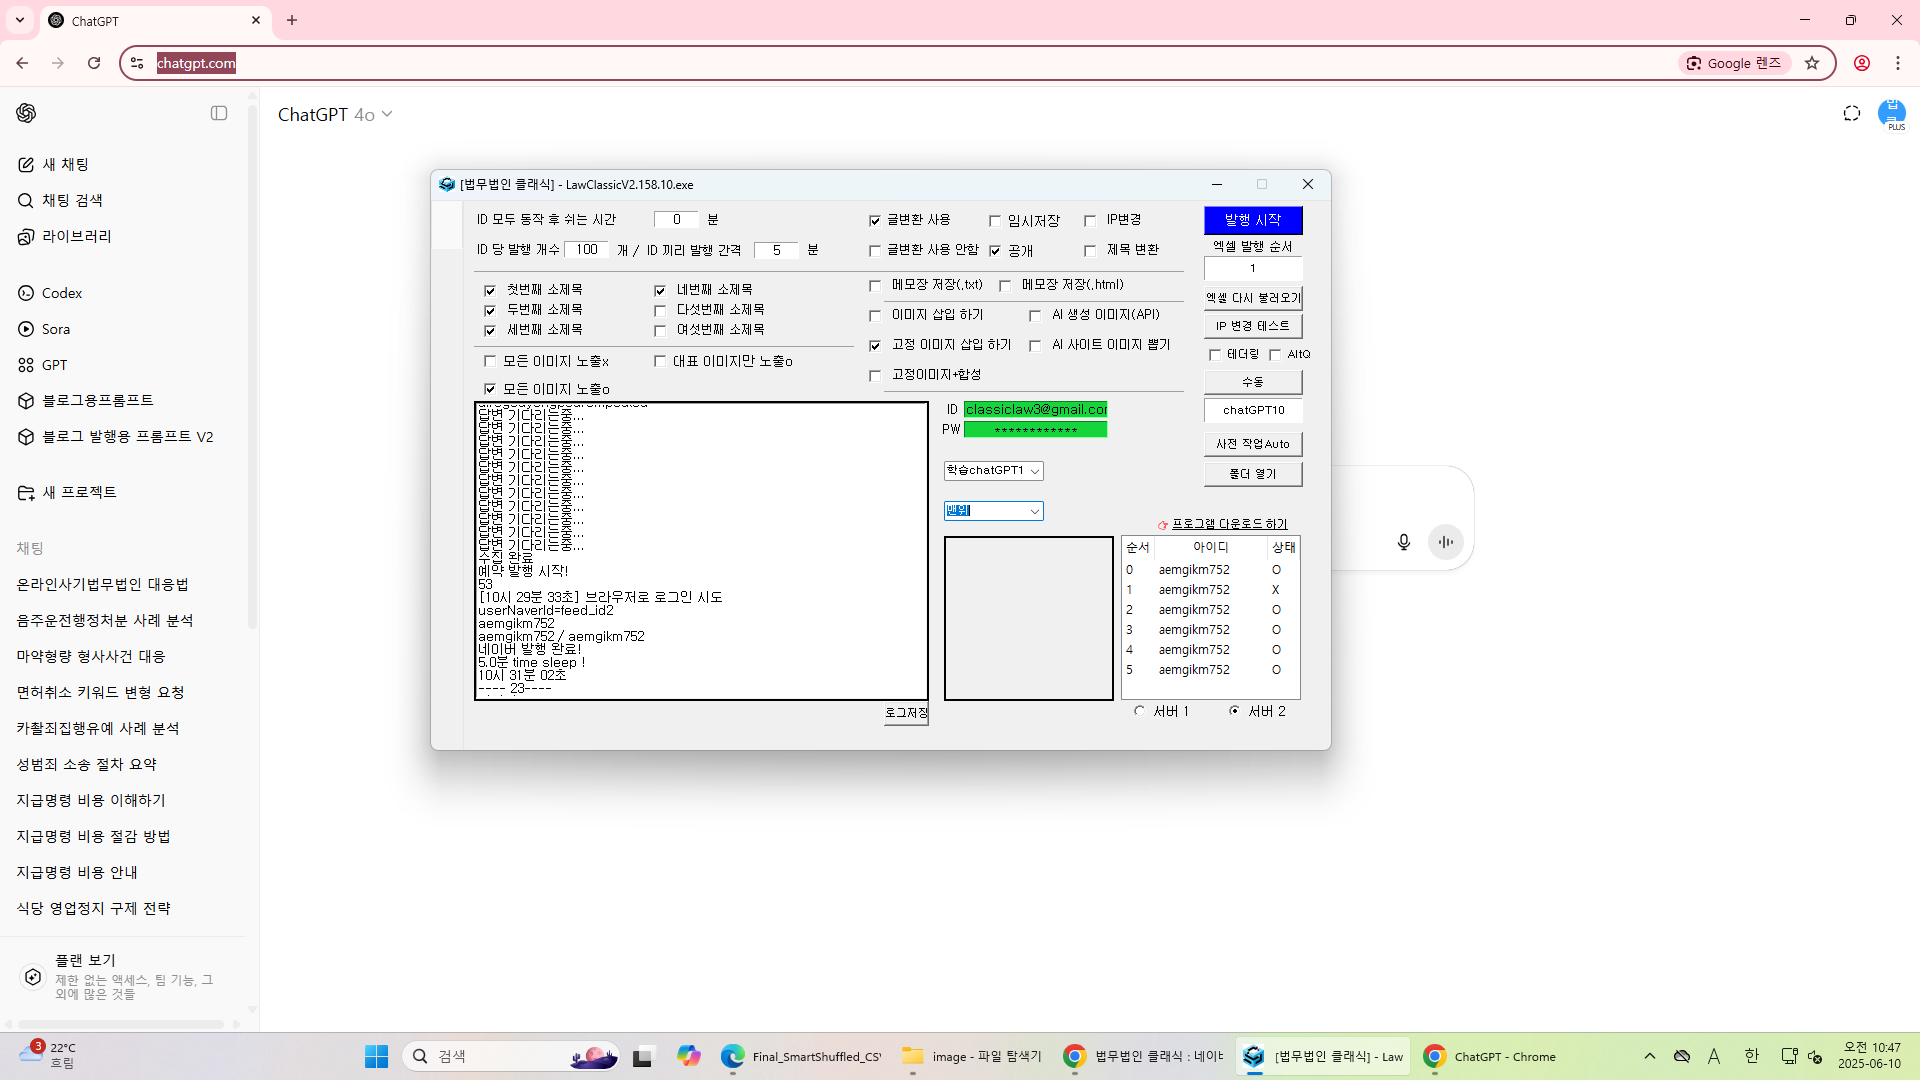 ChatGPT
chatgpt.com
Google 렌즈
ChatGPT 4o
PLUS
새 채팅
채팅 검색
라이브러리
Codex
Sora
GPT
블로그용프롬프트
블로그 발행용 프롬프트 V2
새 프로젝트
채팅
온라인사기법무법인 대응법
음주운전행정처분 사례 분석
마약형량 형사사건 대응
면허취소 키워드 변형 요청
카촬죄집행유예 사례 분석
성범죄 소송 절차 요약
지급명령 비용 이해하기
지급명령 비용 절감 방법
지급명령 비용 안내
식당 영업정지 구제 전략
플랜 보기
제한 없는 액세스, 팀 기능, 그
외에 많은 것들
[법무법인 클래식] - LawClassicV2.158.10.exe
ID 모두 동작 후 쉬는 시간 0 분
ID 당 발행 개수 100 개 / ID 끼리 발행 간격 5 분
글변환 사용 임시저장 IP변경
글변환 사용 안함 공개 제목 변환
첫번째 소제목 네번째 소제목
두번째 소제목 다섯번째 소제목
세번째 소제목 여섯번째 소제목
모든 이미지 노출x 대표 이미지만 노출o
모든 이미지 노출o
메모장 저장(.txt) 메모장 저장(.html)
이미지 삽입 하기 AI 생성 이미지(API)
고정 이미지 삽입 하기 AI 사이트 이미지 뽑기
고정이미지+합성
발행 시작
엑셀 발행 순서
1
엑셀 다시 불러오기
IP 변경 테스트
테더링 AltQ
수동
chatGPT10
사전 작업Auto
폴더 열기
답변 기다리는중...
답변 기다리는중...
답변 기다리는중...
답변 기다리는중...
답변 기다리는중...
답변 기다리는중...
답변 기다리는중...
답변 기다리는중...
답변 기다리는중...
답변 기다리는중...
답변 기다리는중...
수집 완료
예약 발행 시작!
53
[10시 29분 33초] 브라우저로 로그인 시도
userNaverId=feed_id2
aemgikm752
aemgikm752 / aemgikm752
네이버 발행 완료!
5.0분 time sleep !
10시 31분 02초
---- 23----
로그저장
ID classiclaw3@gmail.com
PW ************
학습chatGPT1
맨위
프로그램 다운로드 하기
순서 아이디 상태
0 aemgikm752 O
1 aemgikm752 X
2 aemgikm752 O
3 aemgikm752 O
4 aemgikm752 O
5 aemgikm752 O
서버 1 서버 2
3
22°C
흐림
검색
Final_SmartShuffled_CS
image - 파일 탐색기
법무법인 클래식 : 네이버
[법무법인 클래식] - Law
ChatGPT - Chrome
A
한
오전 10:47
2025-06-10